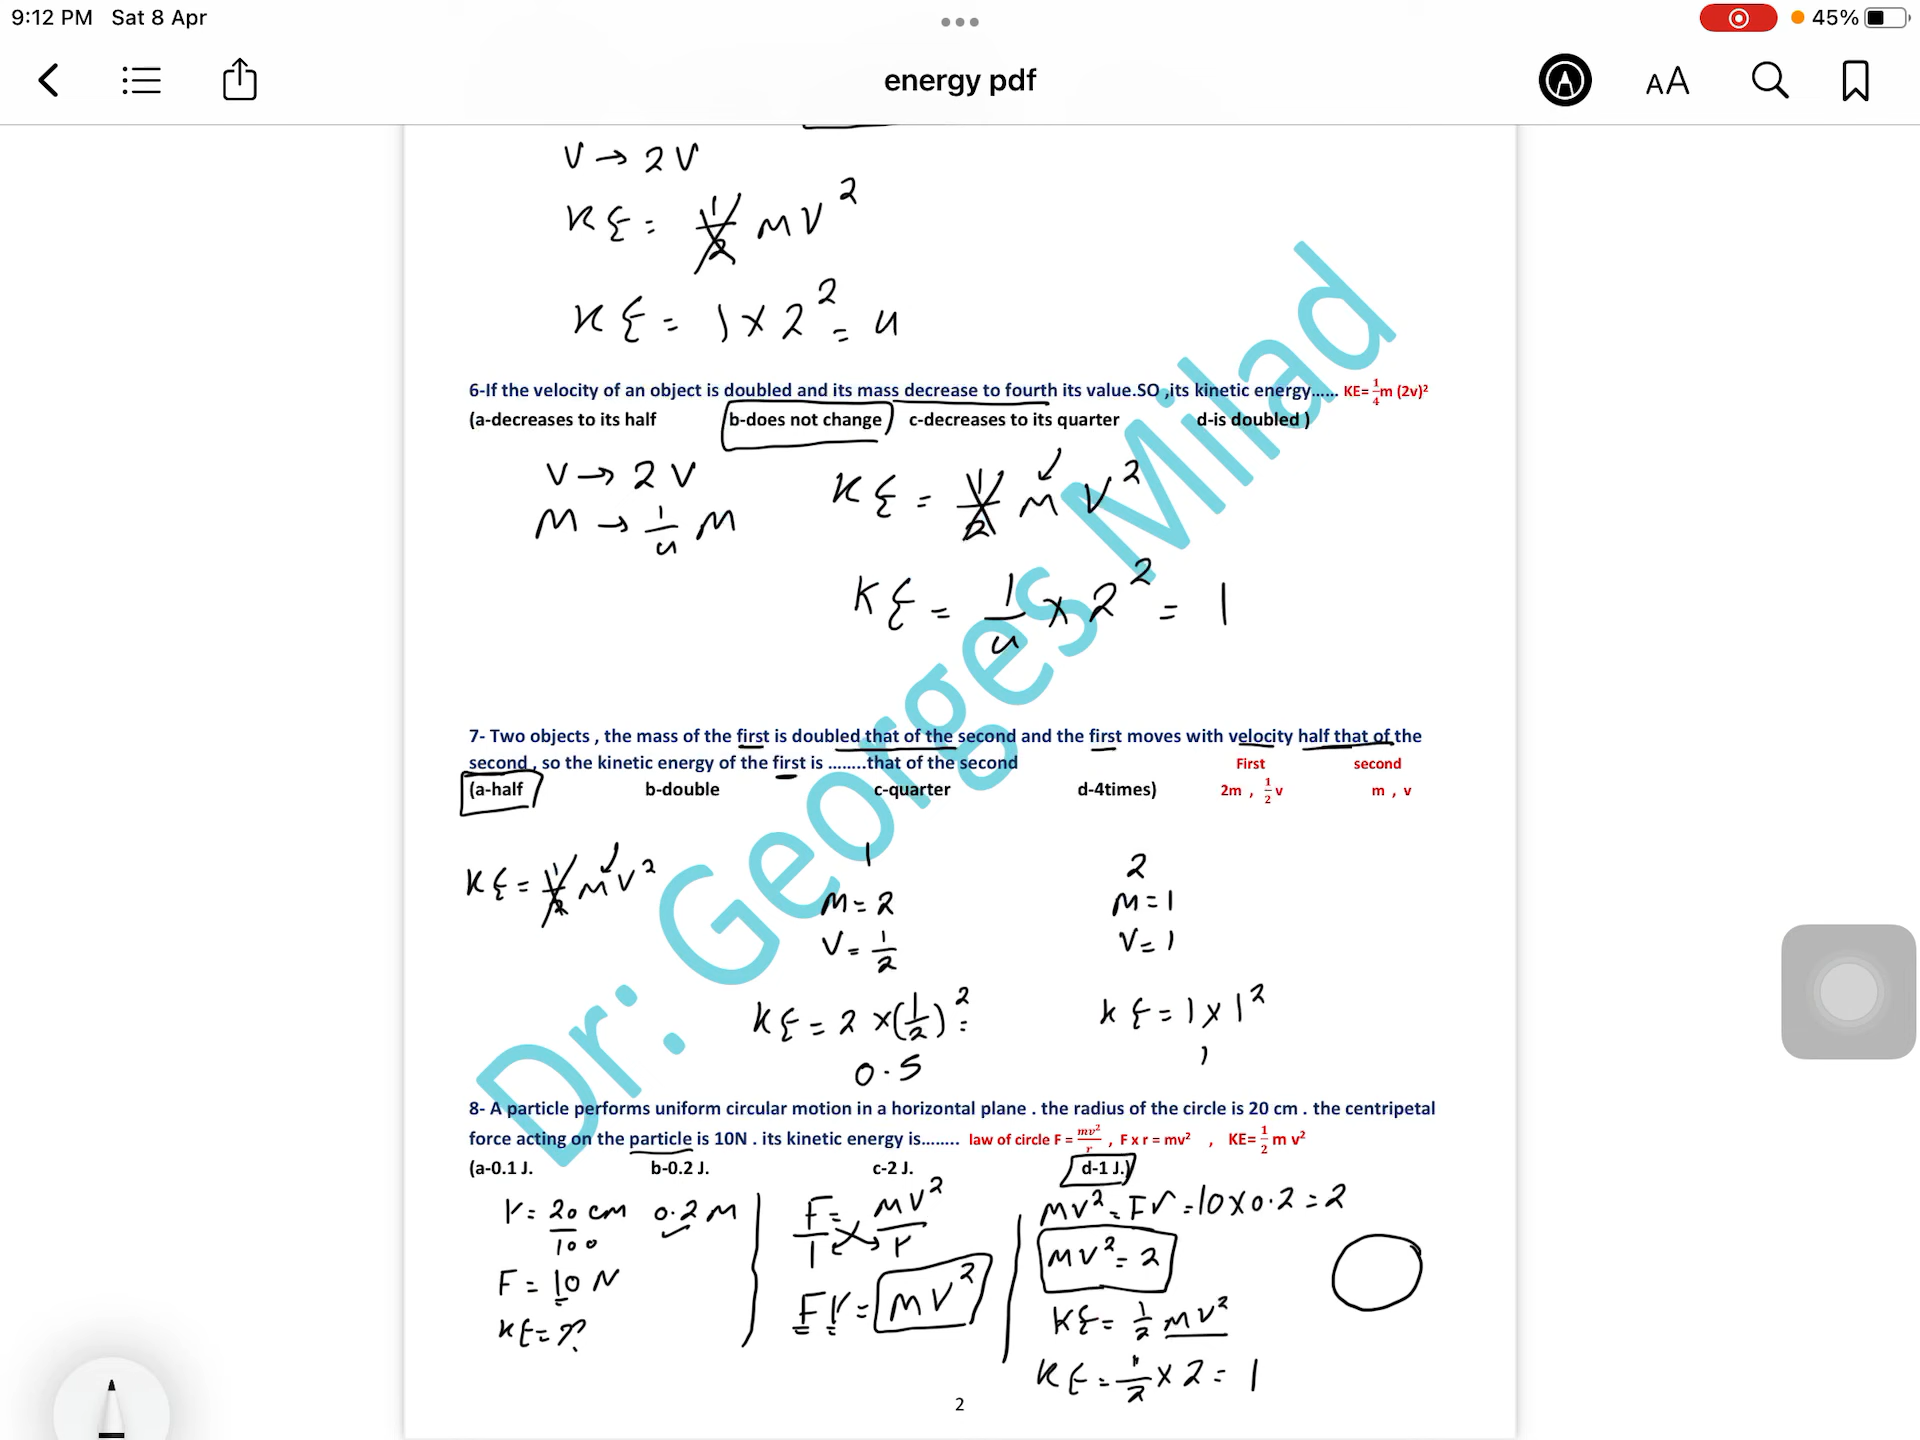 9:12 PM Sat 8 Apr
45%
energy pdf
AA
V → 2V
KE = 1/2 MV²
KE = 1 × 2² = 4
6-If the velocity of an object is doubled and its mass decrease to fourth its value.SO ,its kinetic energy...... KE= 1/4 m (2v)²
(a-decreases to its half b-does not change c-decreases to its quarter d-is doubled )
V → 2V
M → 1/4 M
KE = 1/2 M V²
KE = 1/4 × 2² = 1
7- Two objects , the mass of the first is doubled that of the second and the first moves with velocity half that of the
second , so the kinetic energy of the first is ........that of the second First second
(a-half b-double c-quarter d-4times) 2m , 1/2 v m , v
KE = 1/2 MV²
1
M = 2
V = 1/2
KE = 2 × (1/2)² =
0.5
2
M = 1
V = 1
KE = 1 × 1²
1
8- A particle performs uniform circular motion in a horizontal plane . the radius of the circle is 20 cm . the centripetal
force acting on the particle is 10N . its kinetic energy is........ law of circle F = mv²/r , F x r = mv² , KE= 1/2 m v²
(a-0.1 J. b-0.2 J. c-2 J. d-1 J.)
r = 20/100 cm 0.2 M
F = 10 N
KE = ??
F/1 = MV²/r
Fr = MV²
MV² = Fr = 10 × 0.2 = 2
MV² = 2
KE = 1/2 MV²
KE = 1/2 × 2 = 1
2
Dr: Georges Milad